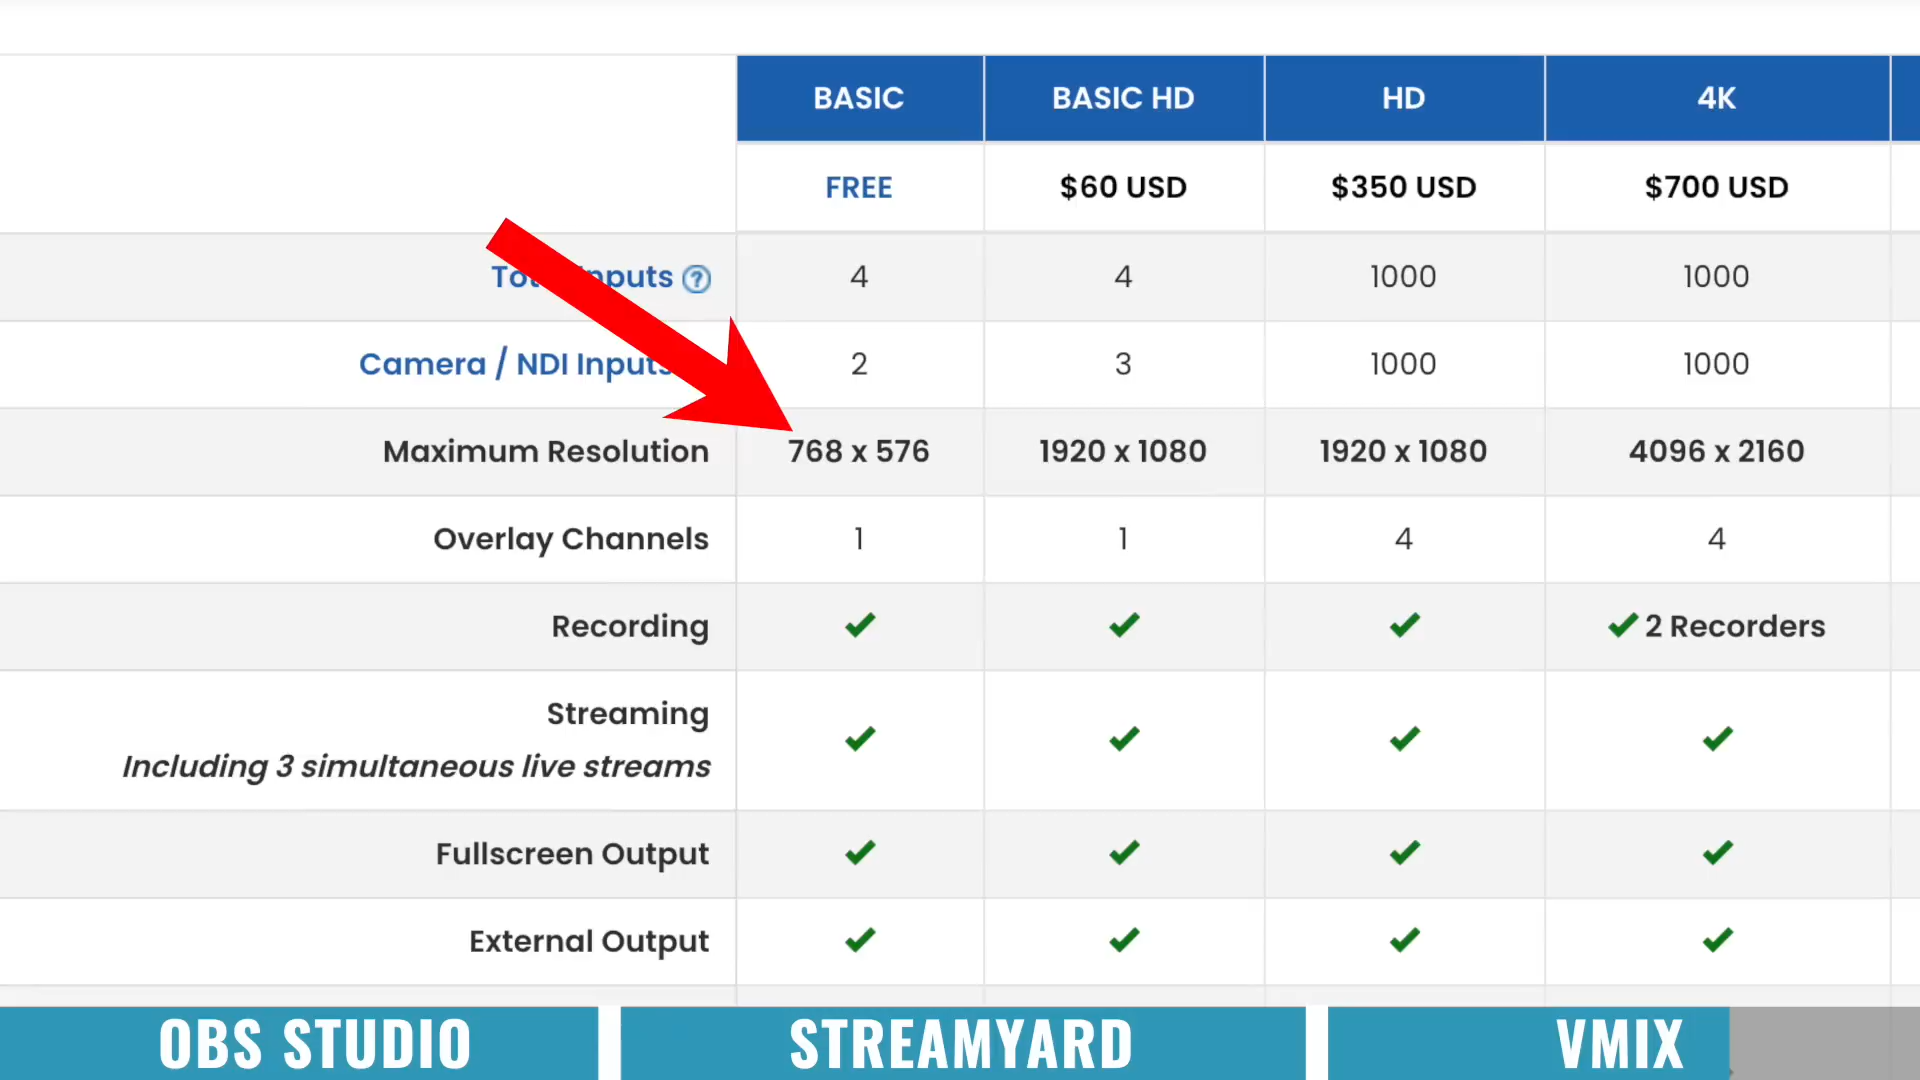 BASIC BASIC HD HD 4K
FREE $60 USD $350 USD $700 USD
Inputs ? 4 4 1000 1000
Camera / NDI Inputs 2 3 1000 1000
Maximum Resolution 768 x 576 1920 x 1080 1920 x 1080 4096 x 2160
Overlay Channels 1 1 4 4
Recording ✔ ✔ ✔ ✔ 2 Recorders
Streaming
Including 3 simultaneous live streams ✔ ✔ ✔ ✔
Fullscreen Output ✔ ✔ ✔ ✔
External Output ✔ ✔ ✔ ✔
OBS STUDIO STREAMYARD VMIX